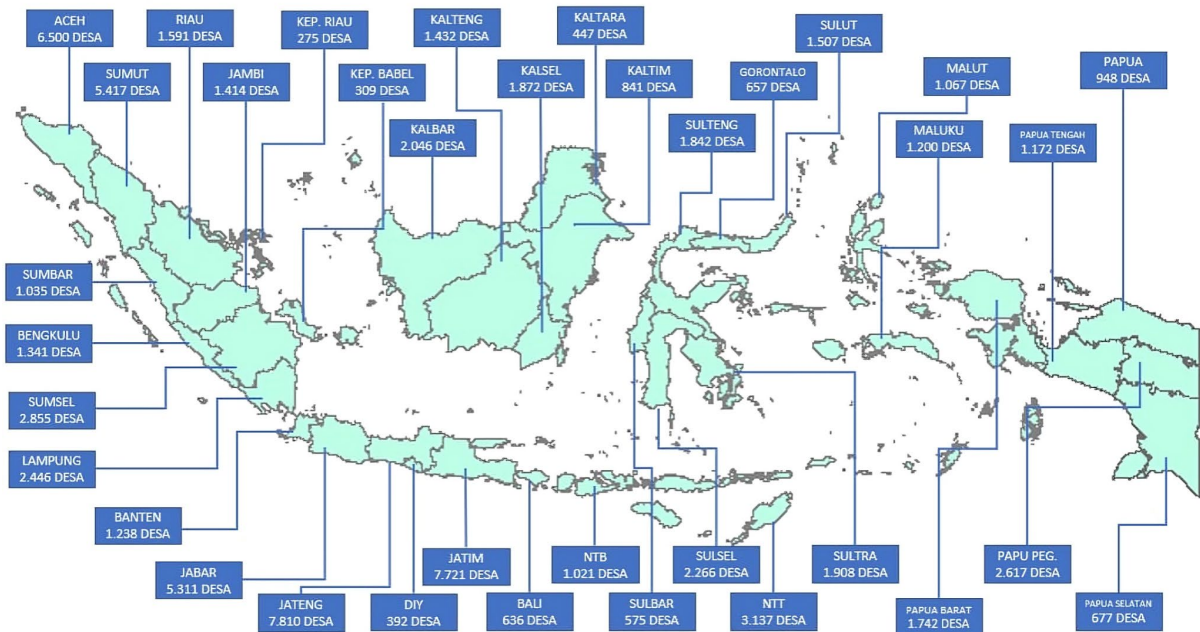 ACEH
6.500 DESA
RIAU
1.591 DESA
KEP. RIAU
275 DESA
KALTENG
1.432 DESA
KALTARA
447 DESA
SULUT
1.507 DESA
SUMUT
5.417 DESA
JAMBI
1.414 DESA
KEP. BABEL
309 DESA
KALSEL
1.872 DESA
KALTIM
841 DESA
GORONTALO
657 DESA
MALUT
1.067 DESA
PAPUA
948 DESA
KALBAR
2.046 DESA
SULTENG
1.842 DESA
MALUKU
1.200 DESA
PAPUA TENGAH
1.172 DESA
SUMBAR
1.035 DESA
BENGKULU
1.341 DESA
SUMSEL
2.855 DESA
LAMPUNG
2.446 DESA
BANTEN
1.238 DESA
JABAR
5.311 DESA
JATENG
7.810 DESA
DIY
392 DESA
JATIM
7.721 DESA
BALI
636 DESA
NTB
1.021 DESA
SULBAR
575 DESA
SULSEL
2.266 DESA
NTT
3.137 DESA
SULTRA
1.908 DESA
PAPUA BARAT
1.742 DESA
PAPU PEG.
2.617 DESA
PAPUA SELATAN
677 DESA